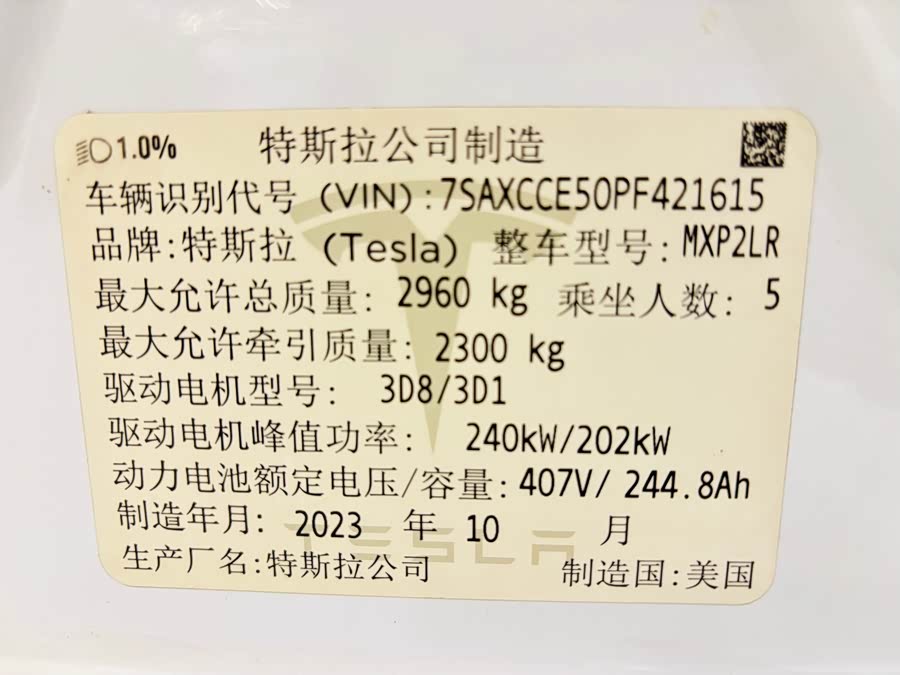 1.0% 特斯拉公司制造
车辆识别代号 (VIN):7SAXCCE50PF421615
品牌:特斯拉 (Tesla) 整车型号:MXP2LR
最大允许总质量: 2960 kg 乘坐人数: 5
最大允许牵引质量: 2300 kg
驱动电机型号: 3D8/3D1
驱动电机峰值功率: 240kW/202kW
动力电池额定电压/容量:407V/ 244.8Ah
制造年月: 2023 年 10 月
TESLA
生产厂名:特斯拉公司 制造国:美国